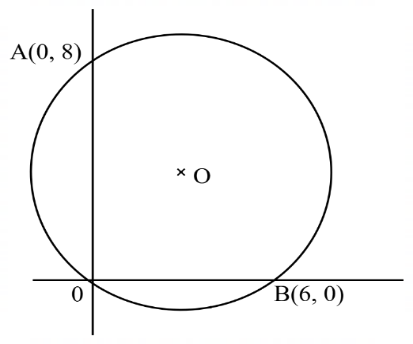 A(0, 8)
O
0
B(6, 0)